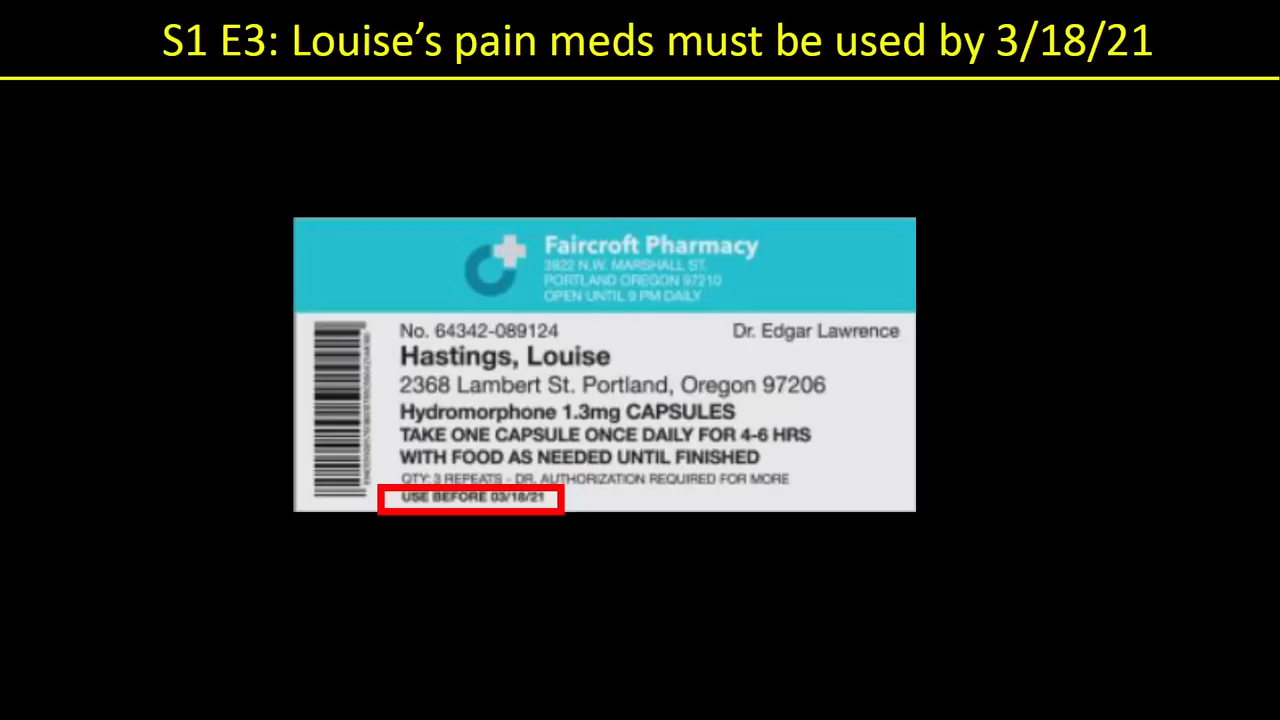 S1 E3: Louise’s pain meds must be used by 3/18/21
Faircroft Pharmacy
3922 N.W. MARSHALL ST.
PORTLAND OREGON 97210
OPEN UNTIL 9 PM DAILY
No. 64342-089124
Dr. Edgar Lawrence
Hastings, Louise
2368 Lambert St. Portland, Oregon 97206
Hydromorphone 1.3mg CAPSULES
TAKE ONE CAPSULE ONCE DAILY FOR 4-6 HRS
WITH FOOD AS NEEDED UNTIL FINISHED
QTY: 3 REPEATS - DR. AUTHORIZATION REQUIRED FOR MORE
USE BEFORE 03/18/21